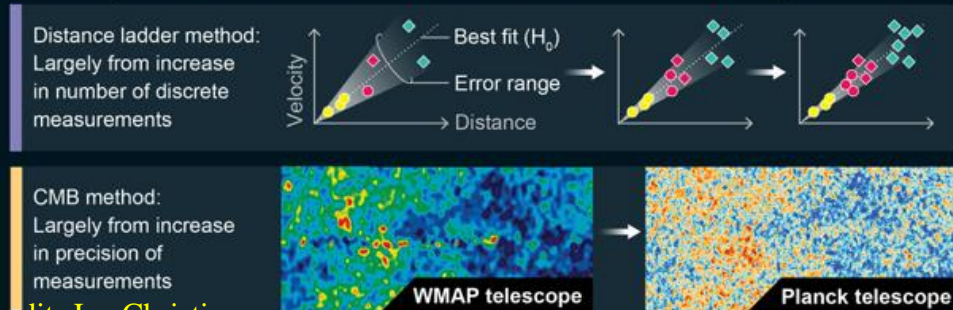 Distance ladder method:
Largely from increase
in number of discrete
measurements
Best fit (H₀)
Error range
Velocity
Distance
CMB method:
Largely from increase
in precision of
measurements
WMAP telescope
Planck telescope